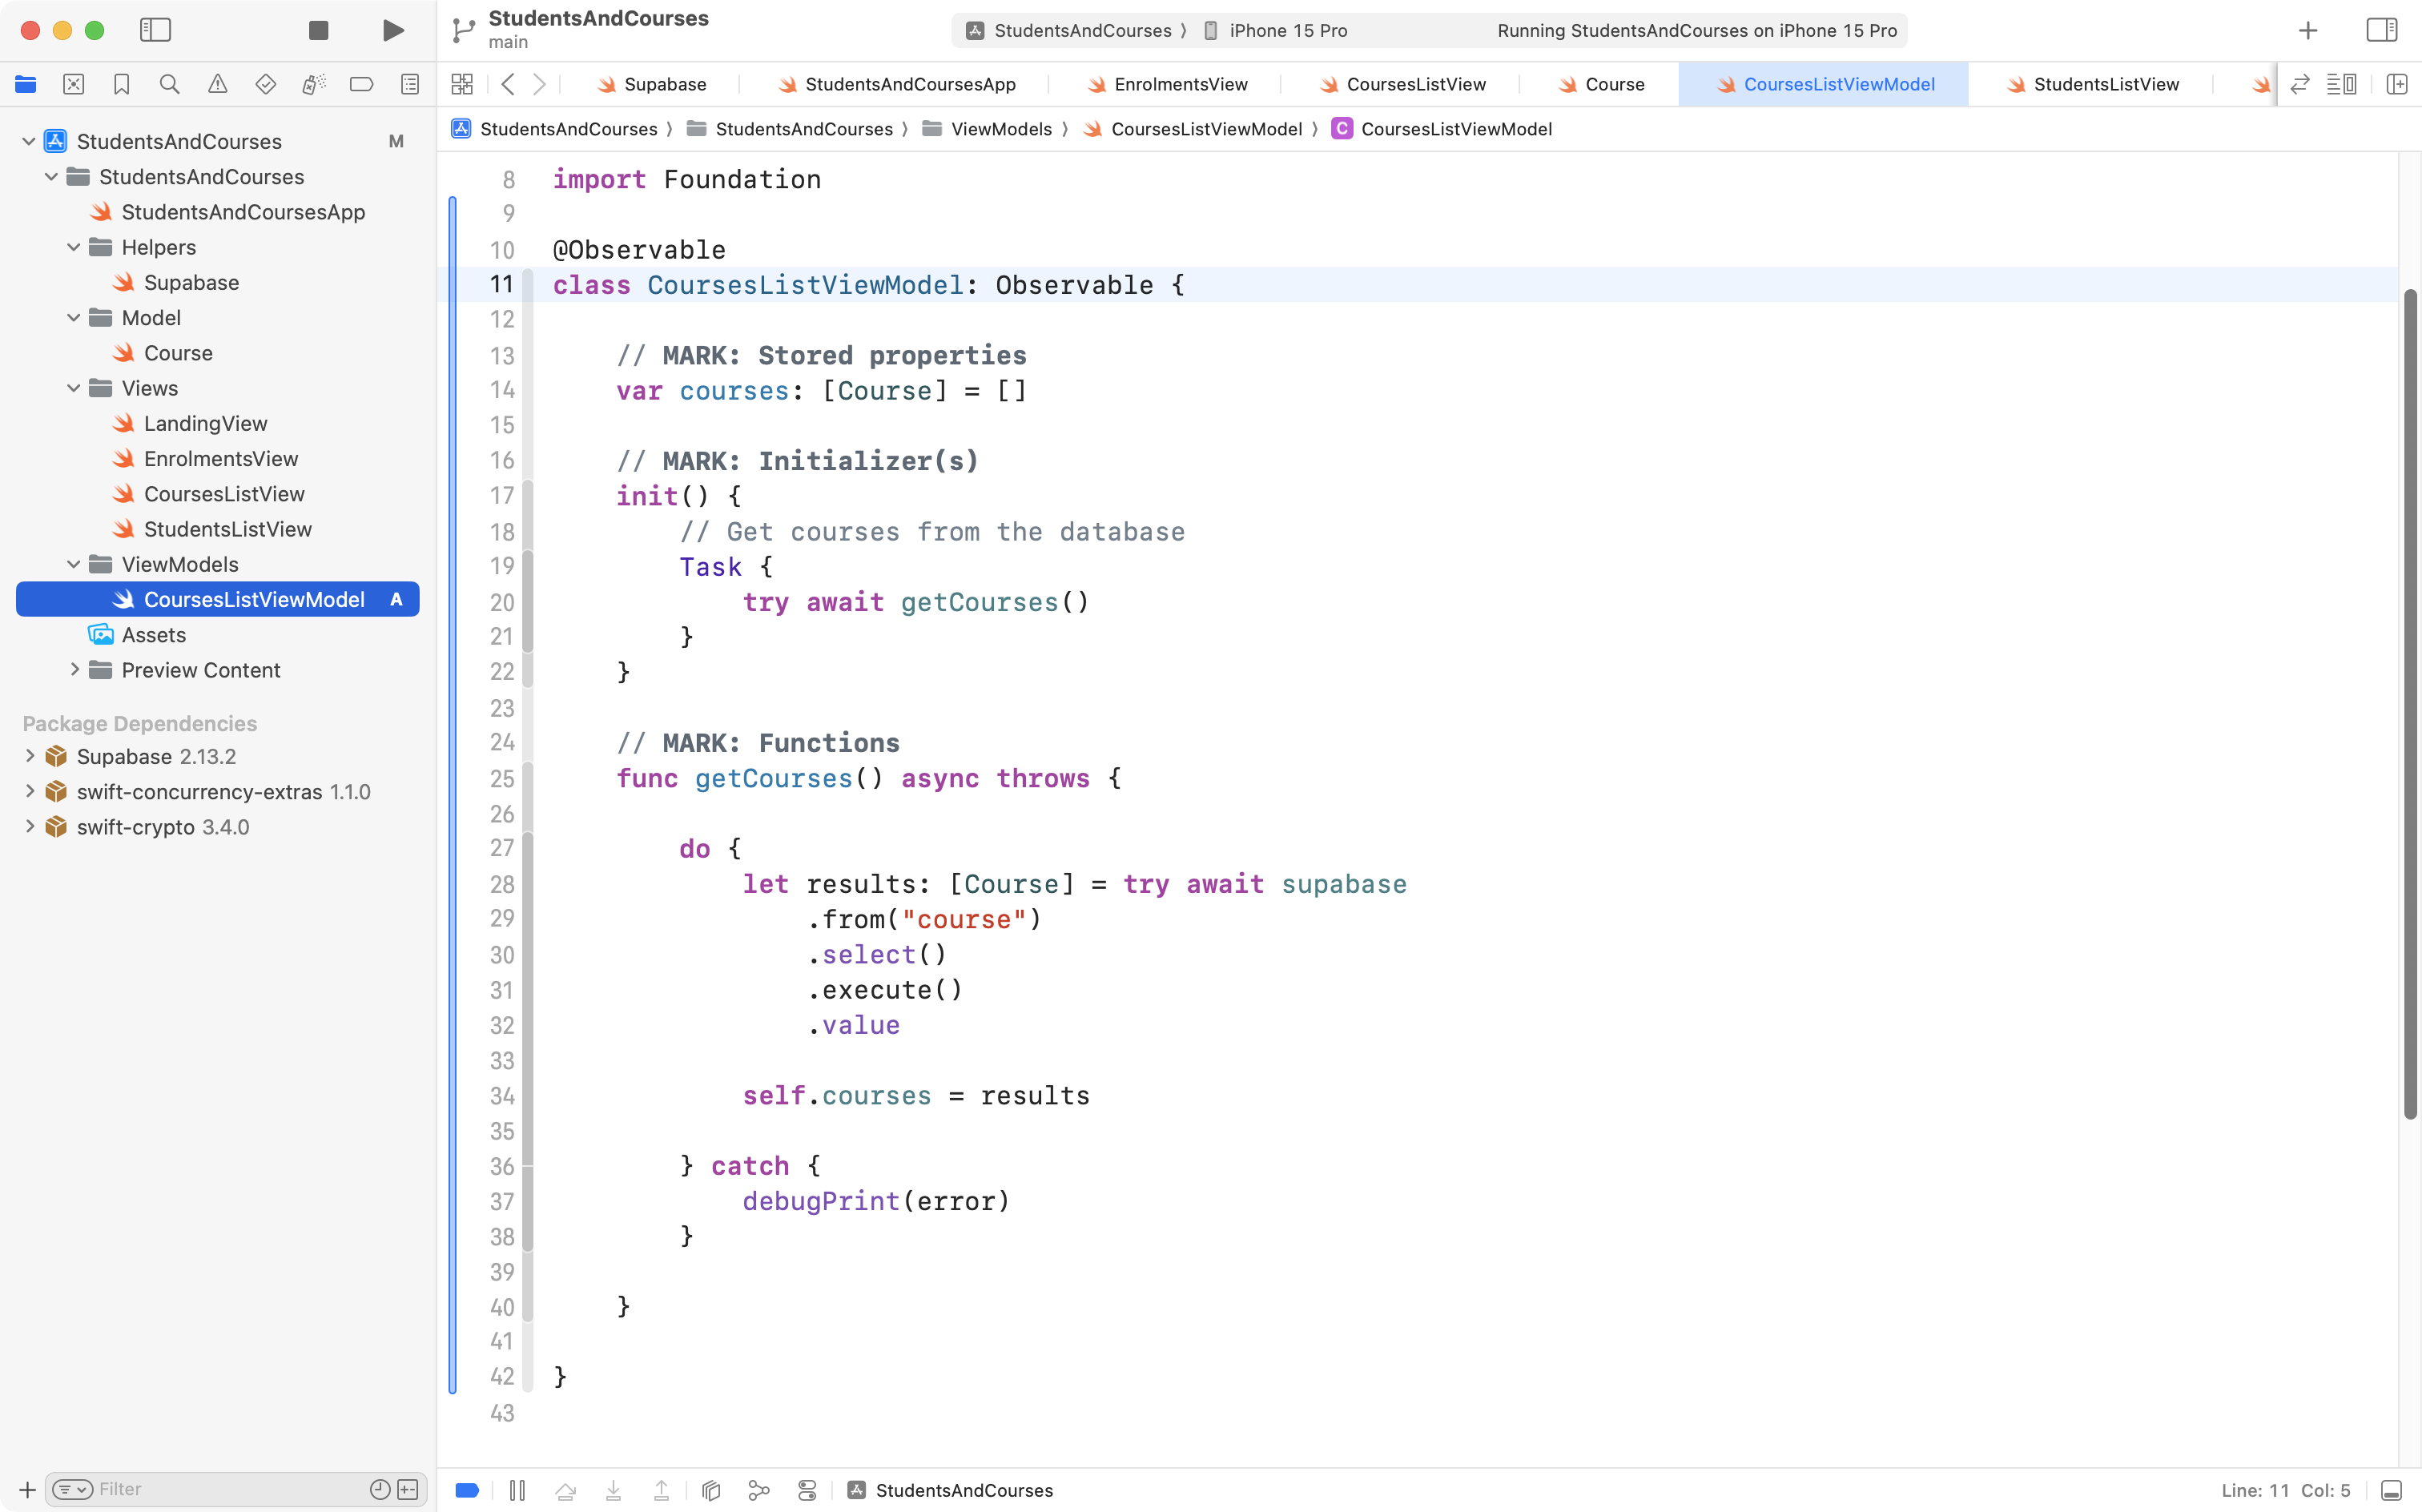 StudentsAndCourses
main
StudentsAndCourses 〉 iPhone 15 Pro
Running StudentsAndCourses on iPhone 15 Pro
Supabase
StudentsAndCoursesApp
EnrolmentsView
CoursesListView
Course
CoursesListViewModel
StudentsListView
StudentsAndCourses 〉 StudentsAndCourses 〉 ViewModels 〉 CoursesListViewModel 〉 C CoursesListViewModel
StudentsAndCourses M
StudentsAndCourses
StudentsAndCoursesApp
Helpers
Supabase
Model
Course
Views
LandingView
EnrolmentsView
CoursesListView
StudentsListView
ViewModels
CoursesListViewModel A
Assets
Preview Content
Package Dependencies
Supabase 2.13.2
swift-concurrency-extras 1.1.0
swift-crypto 3.4.0
Filter
8 import Foundation
9
10 @Observable
11 class CoursesListViewModel: Observable {
12
13     // MARK: Stored properties
14     var courses: [Course] = []
15
16     // MARK: Initializer(s)
17     init() {
18         // Get courses from the database
19         Task {
20             try await getCourses()
21         }
22     }
23
24     // MARK: Functions
25     func getCourses() async throws {
26
27         do {
28             let results: [Course] = try await supabase
29                 .from("course")
30                 .select()
31                 .execute()
32                 .value
33
34             self.courses = results
35
36         } catch {
37             debugPrint(error)
38         }
39
40     }
41
42 }
43
StudentsAndCourses
Line: 11 Col: 5